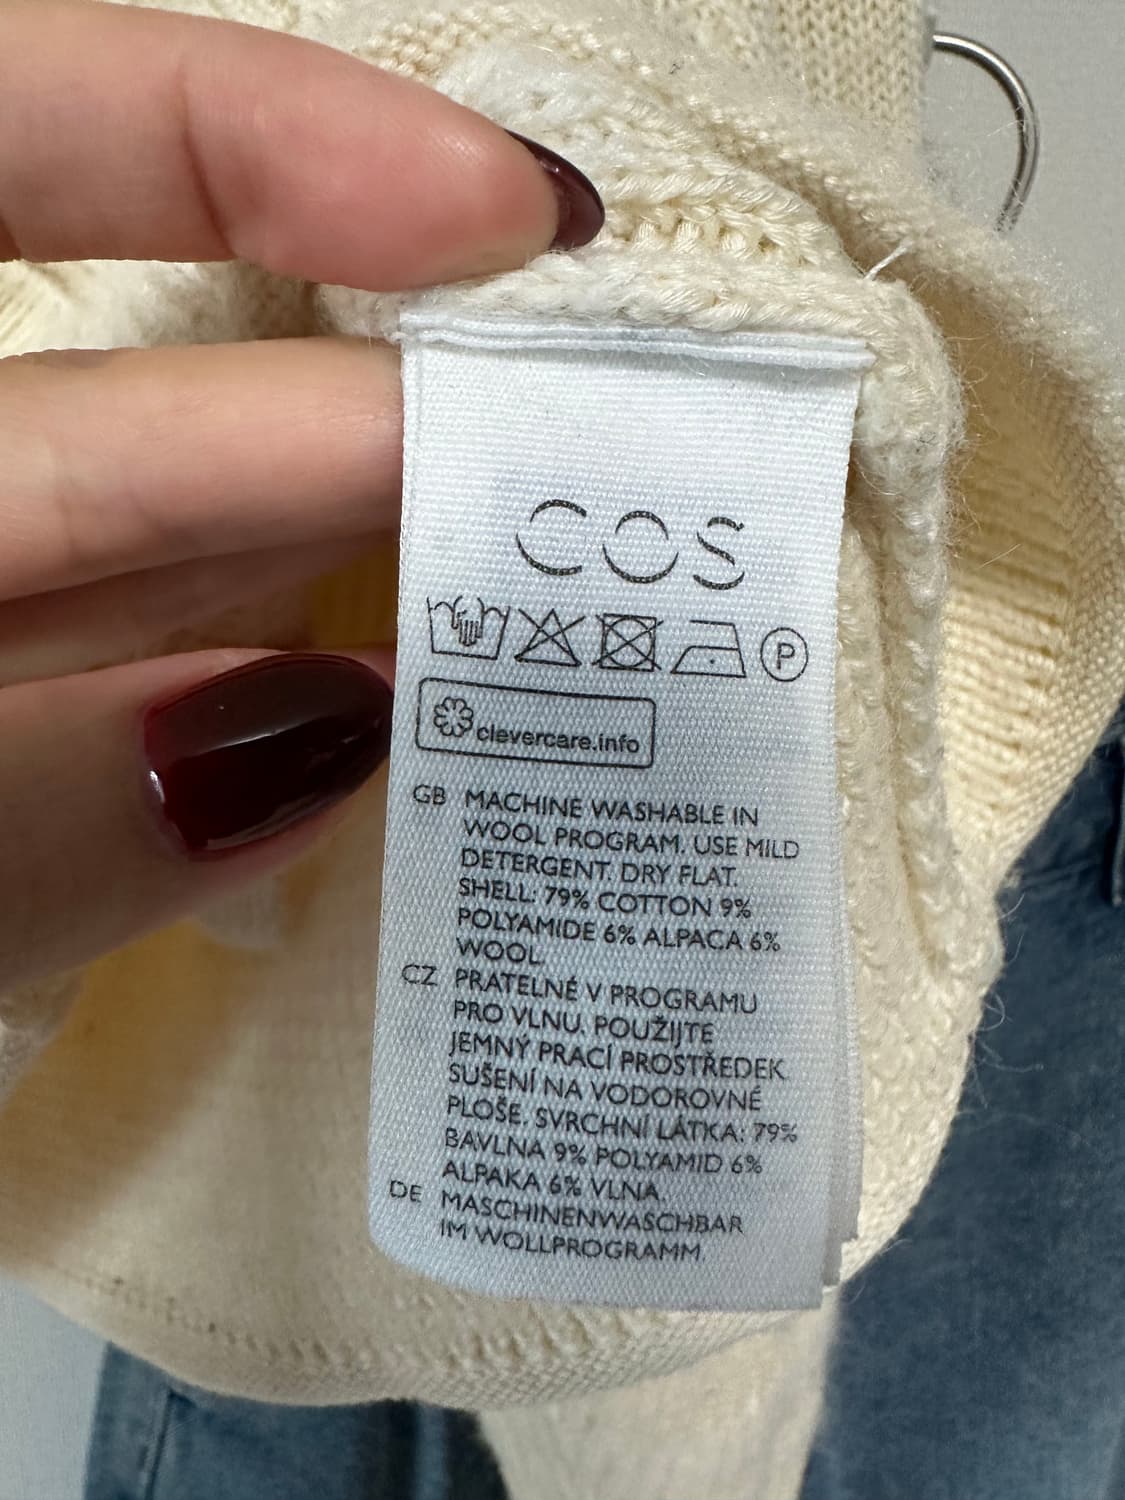 COS
P
clevercare.info
GB MACHINE WASHABLE IN
WOOL PROGRAM. USE MILD
DETERGENT. DRY FLAT.
SHELL: 79% COTTON 9%
POLYAMIDE 6% ALPACA 6%
WOOL.
CZ PRATELNÉ V PROGRAMU
PRO VLNU. POUŽIJTE
JEMNÝ PRACÍ PROSTŘEDEK
SUŠENÍ NA VODOROVNÉ
PLOŠE. SVRCHNÍ LÁTKA: 79%
BAVLNA 9% POLYAMID 6%
ALPAKA 6% VLNA.
DE MASCHINENWASCHBAR
IM WOLLPROGRAMM.